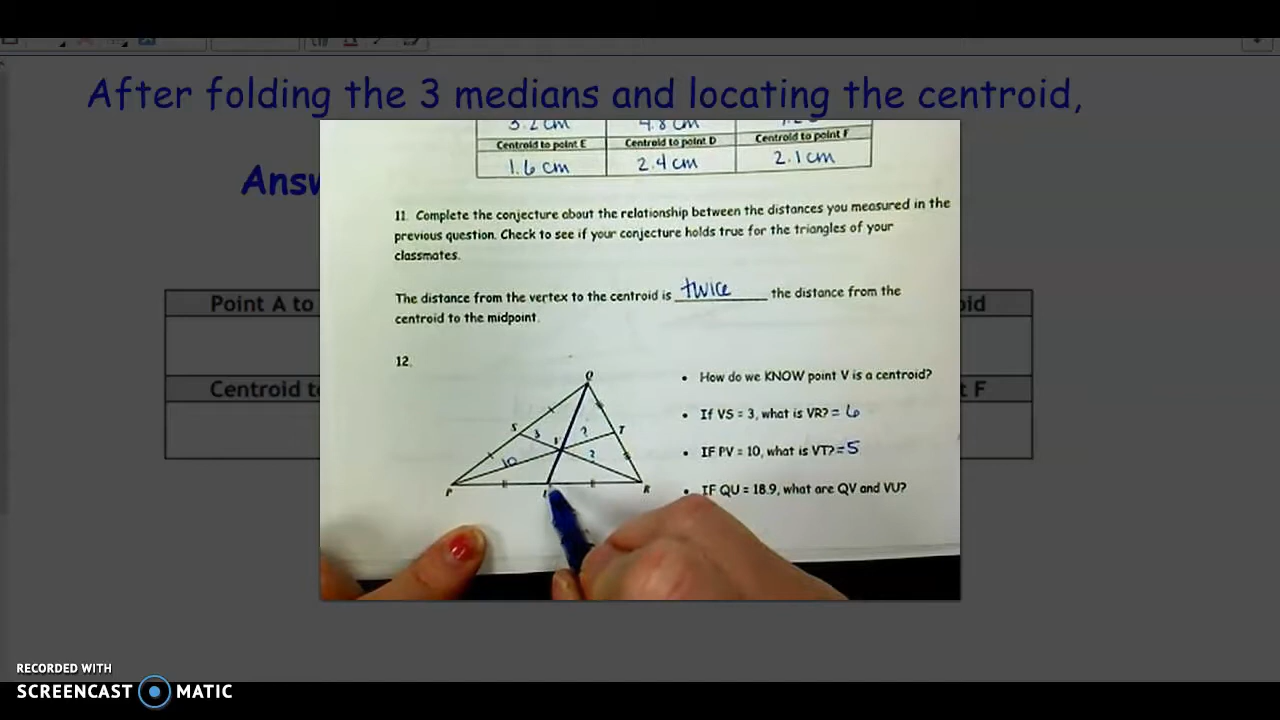 After folding the 3 medians and locating the centroid,
Answ
Point A to
oid
Centroid to
t F
3.2 cm 4.8 cm
Centroid to point E Centroid to point D Centroid to point F
1.6 cm 2.4 cm 2.1 cm
11. Complete the conjecture about the relationship between the distances you measured in the
previous question. Check to see if your conjecture holds true for the triangles of your
classmates.
The distance from the vertex to the centroid is twice the distance from the
centroid to the midpoint.
12.
Q
S 3 V ? T
10 ?
P R
• How do we KNOW point V is a centroid?
• If VS = 3, what is VR? = 6
• IF PV = 10, what is VT? = 5
• IF QU = 18.9, what are QV and VU?
RECORDED WITH
SCREENCAST MATIC